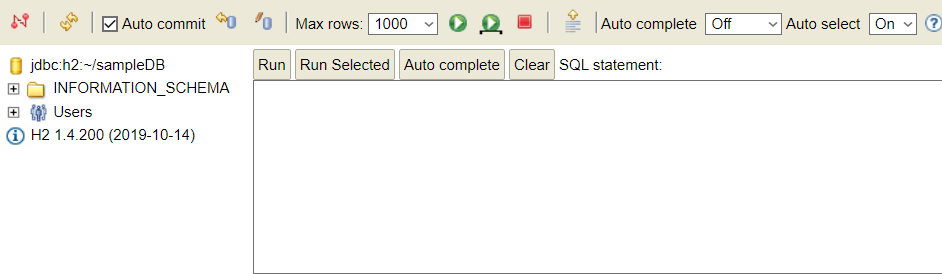 Auto commit Max rows: 1000 Auto complete Off Auto select On ?
jdbc:h2:~/sampleDB
Run Run Selected Auto complete Clear SQL statement:
INFORMATION_SCHEMA
Users
H2 1.4.200 (2019-10-14)